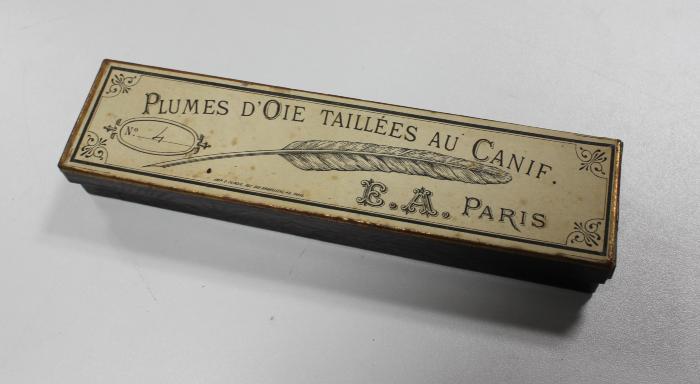 PLUMES D'OIE TAILLÉES AU CANIF.
No. 4
E.A. PARIS